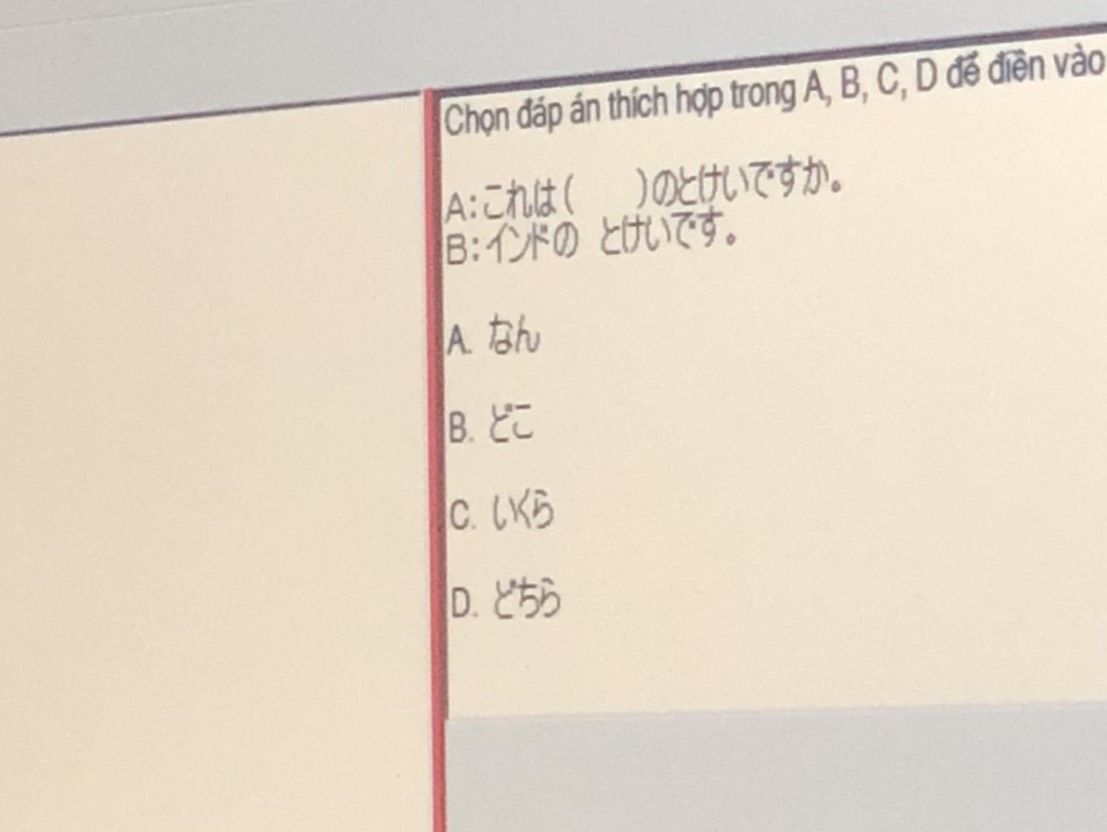 Chọn đáp án thích hợp trong A, B, C, D để điền vào
A:これは(　　)のとけいですか。
B:インドの とけいです。
A. なん
B. どこ
C. いくら
D. どちら